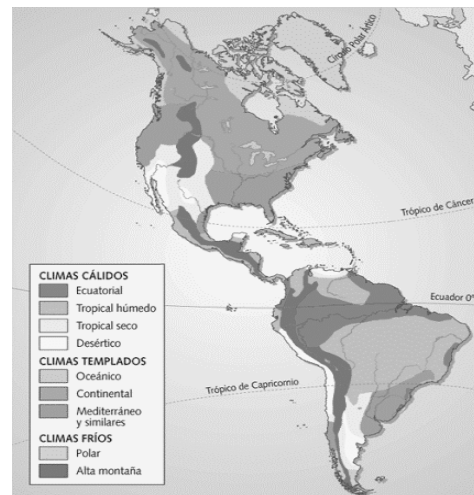 Círculo Polar Ártico
Trópico de Cáncer
Ecuador 0°
Trópico de Capricornio
CLIMAS CÁLIDOS
Ecuatorial
Tropical húmedo
Tropical seco
Desértico
CLIMAS TEMPLADOS
Oceánico
Continental
Mediterráneo
y similares
CLIMAS FRÍOS
Polar
Alta montaña